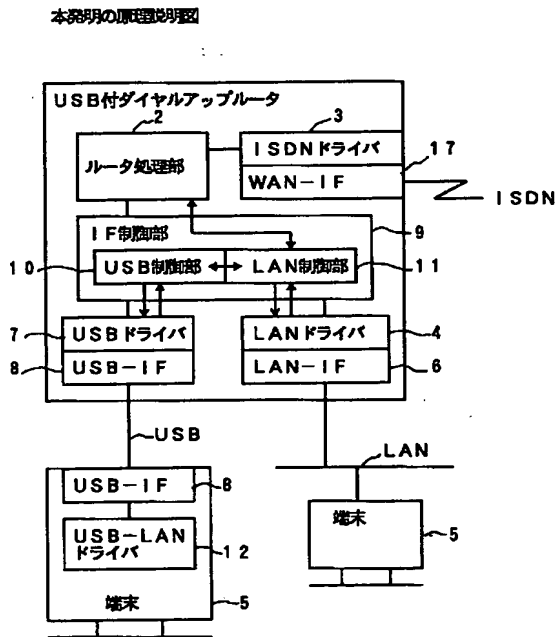 本発明の原理説明図
USB付ダイヤルアップルータ
2
3
ルータ処理部
ISDNドライバ
17
WAN-IF
ISDN
IF制御部
9
10
USB制御部
LAN制御部
11
7
USBドライバ
LANドライバ
4
8
USB-IF
LAN-IF
6
USB
LAN
USB-IF
8
端末
5
USB-LAN
ドライバ
12
端末
5